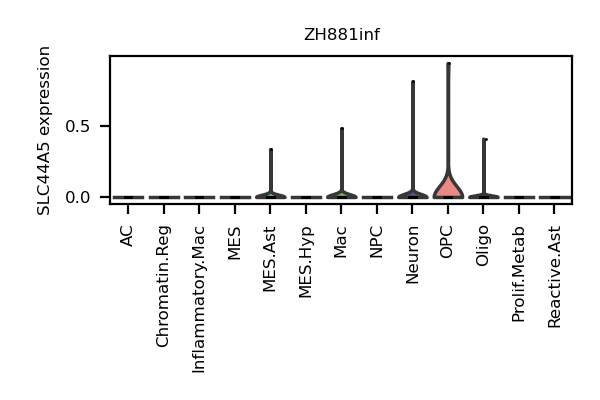 ZH881inf
SLC44A5 expression
0.5
0.0
AC
Chromatin.Reg
Inflammatory.Mac
MES
MES.Ast
MES.Hyp
Mac
NPC
Neuron
OPC
Oligo
Prolif.Metab
Reactive.Ast